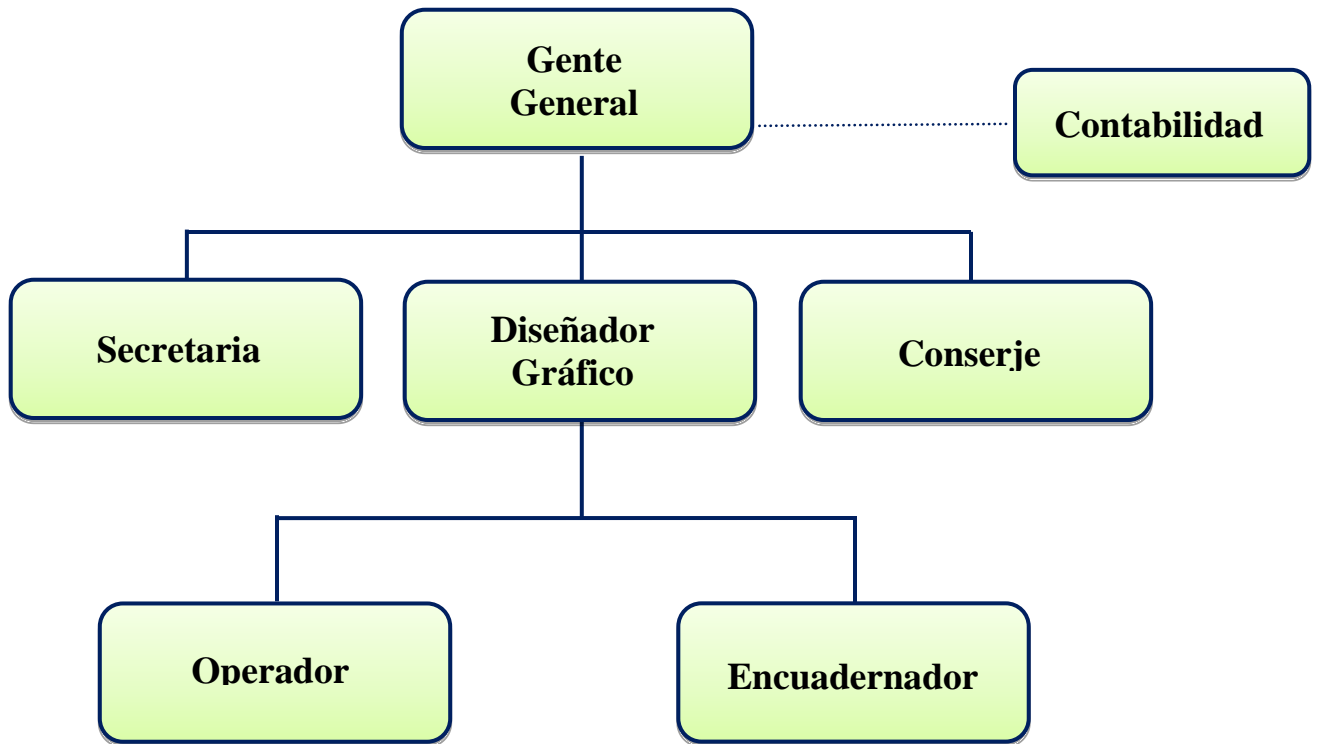 Gente
General
Contabilidad
Secretaria
Diseñador
Gráfico
Conserje
Operador
Encuadernador